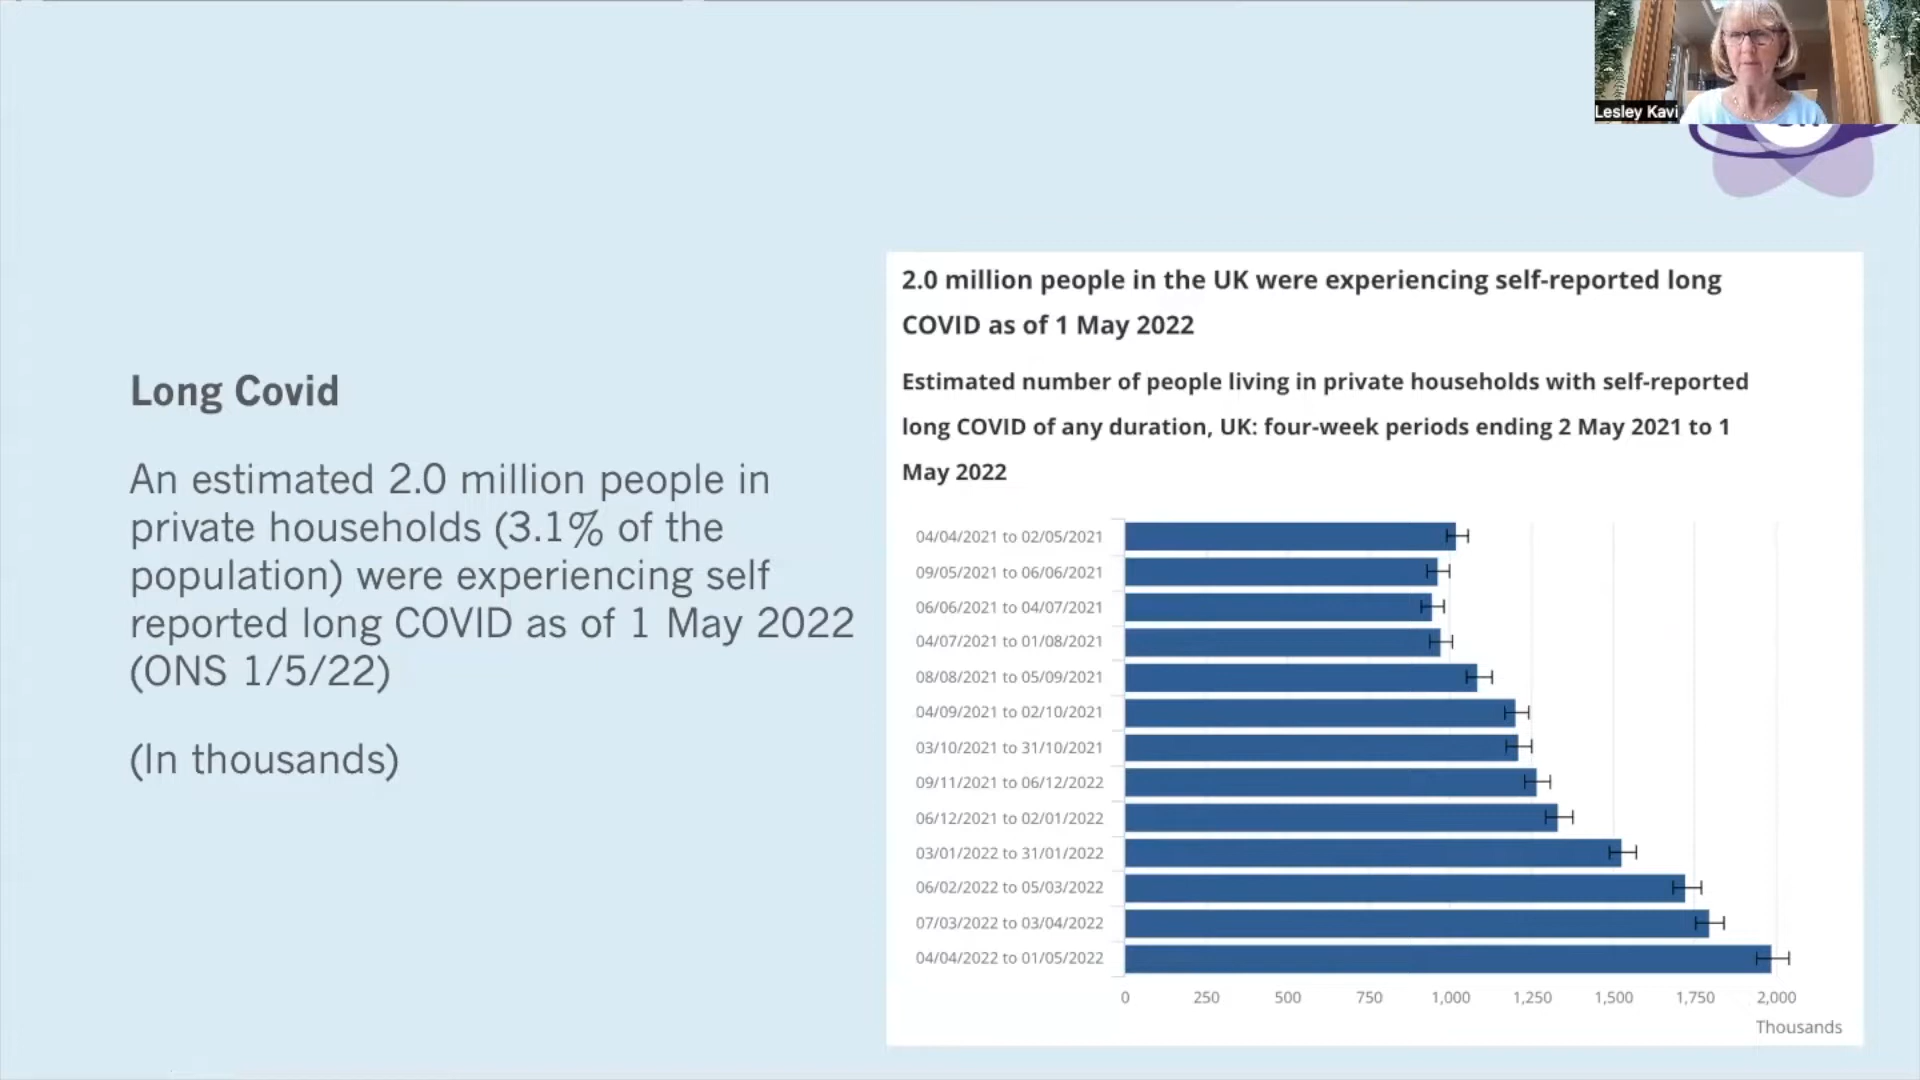 Lesley Kavi
Long Covid
An estimated 2.0 million people in
private households (3.1% of the
population) were experiencing self
reported long COVID as of 1 May 2022
(ONS 1/5/22)
(In thousands)
2.0 million people in the UK were experiencing self-reported long
COVID as of 1 May 2022
Estimated number of people living in private households with self-reported
long COVID of any duration, UK: four-week periods ending 2 May 2021 to 1
May 2022
04/04/2021 to 02/05/2021
09/05/2021 to 06/06/2021
06/06/2021 to 04/07/2021
04/07/2021 to 01/08/2021
08/08/2021 to 05/09/2021
04/09/2021 to 02/10/2021
03/10/2021 to 31/10/2021
09/11/2021 to 06/12/2022
06/12/2021 to 02/01/2022
03/01/2022 to 31/01/2022
06/02/2022 to 05/03/2022
07/03/2022 to 03/04/2022
04/04/2022 to 01/05/2022
0 250 500 750 1,000 1,250 1,500 1,750 2,000
Thousands